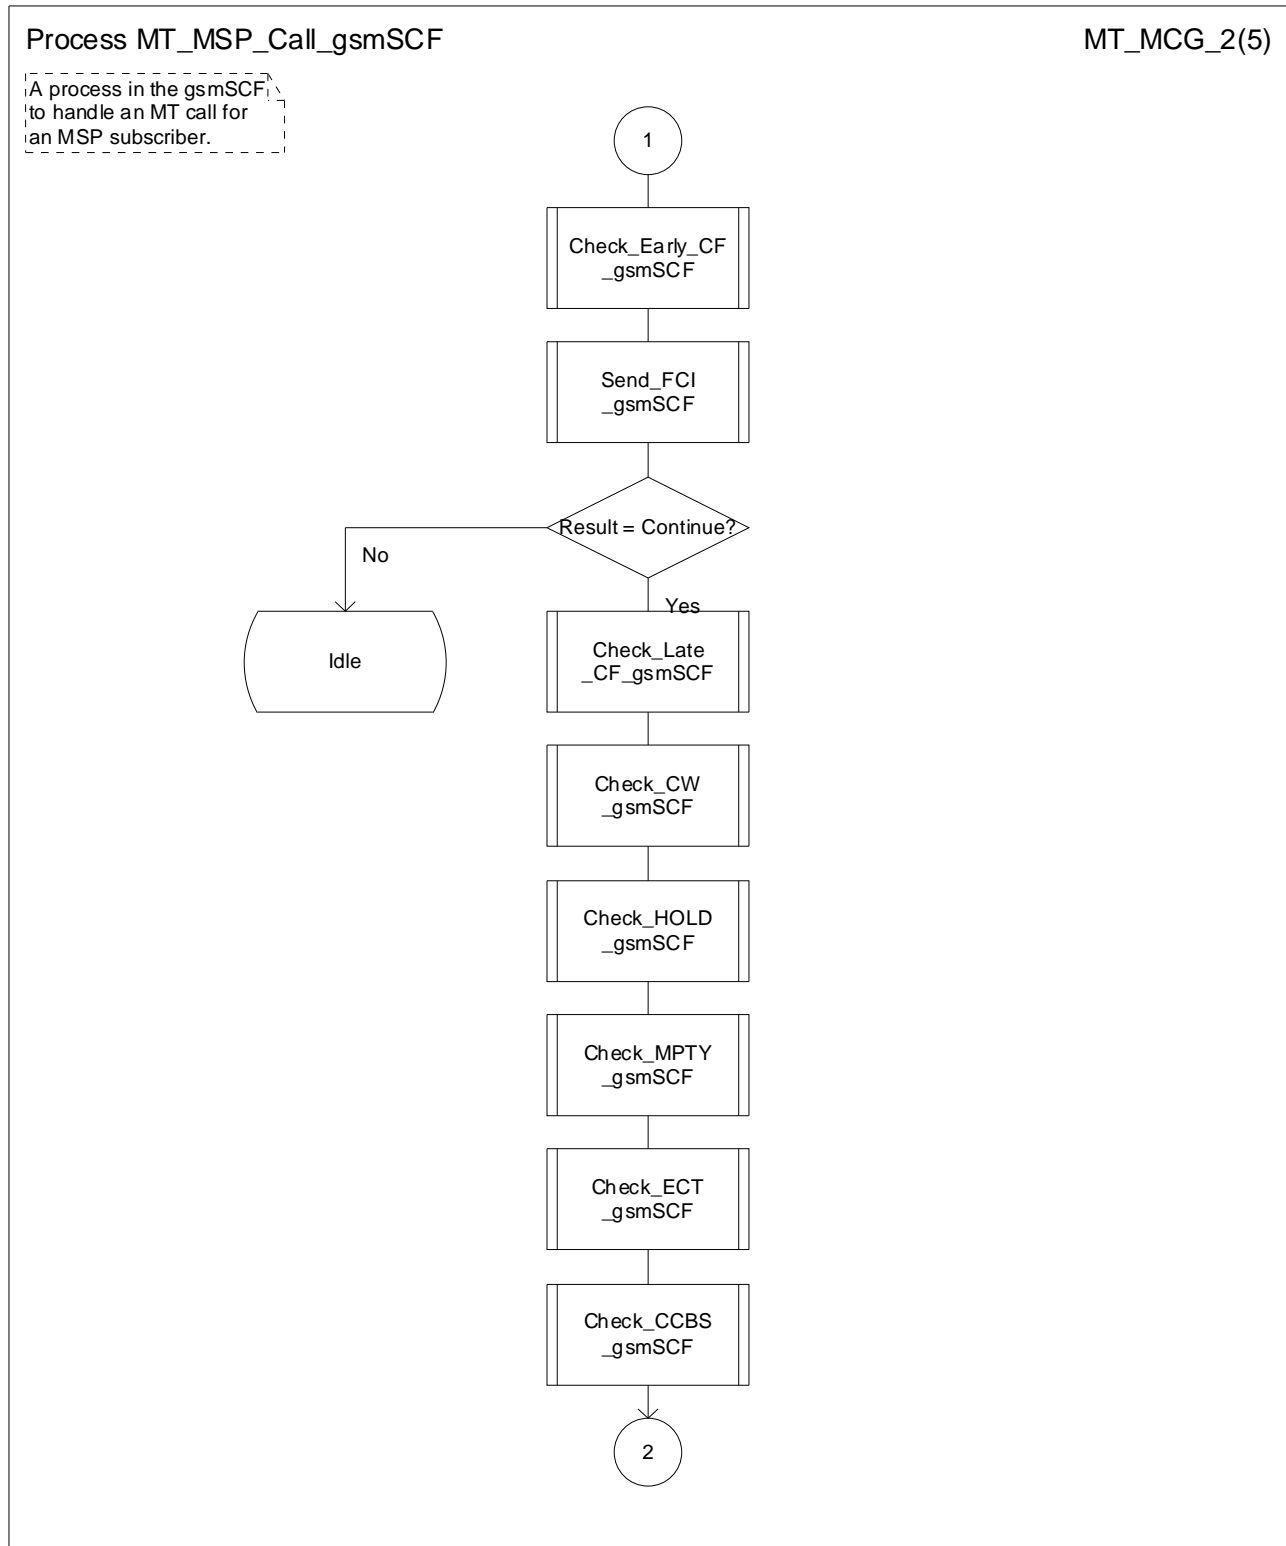 Process MT_MSP_Call_gsmSCF
MT_MCG_2(5)
A process in the gsmSCF
to handle an MT call for
an MSP subscriber.
1
Check_Early_CF
_gsmSCF
Send_FCI
_gsmSCF
Result = Continue?
No
Yes
Idle
Check_Late
_CF_gsmSCF
Check_CW
_gsmSCF
Check_HOLD
_gsmSCF
Check_MPTY
_gsmSCF
Check_ECT
_gsmSCF
Check_CCBS
_gsmSCF
2